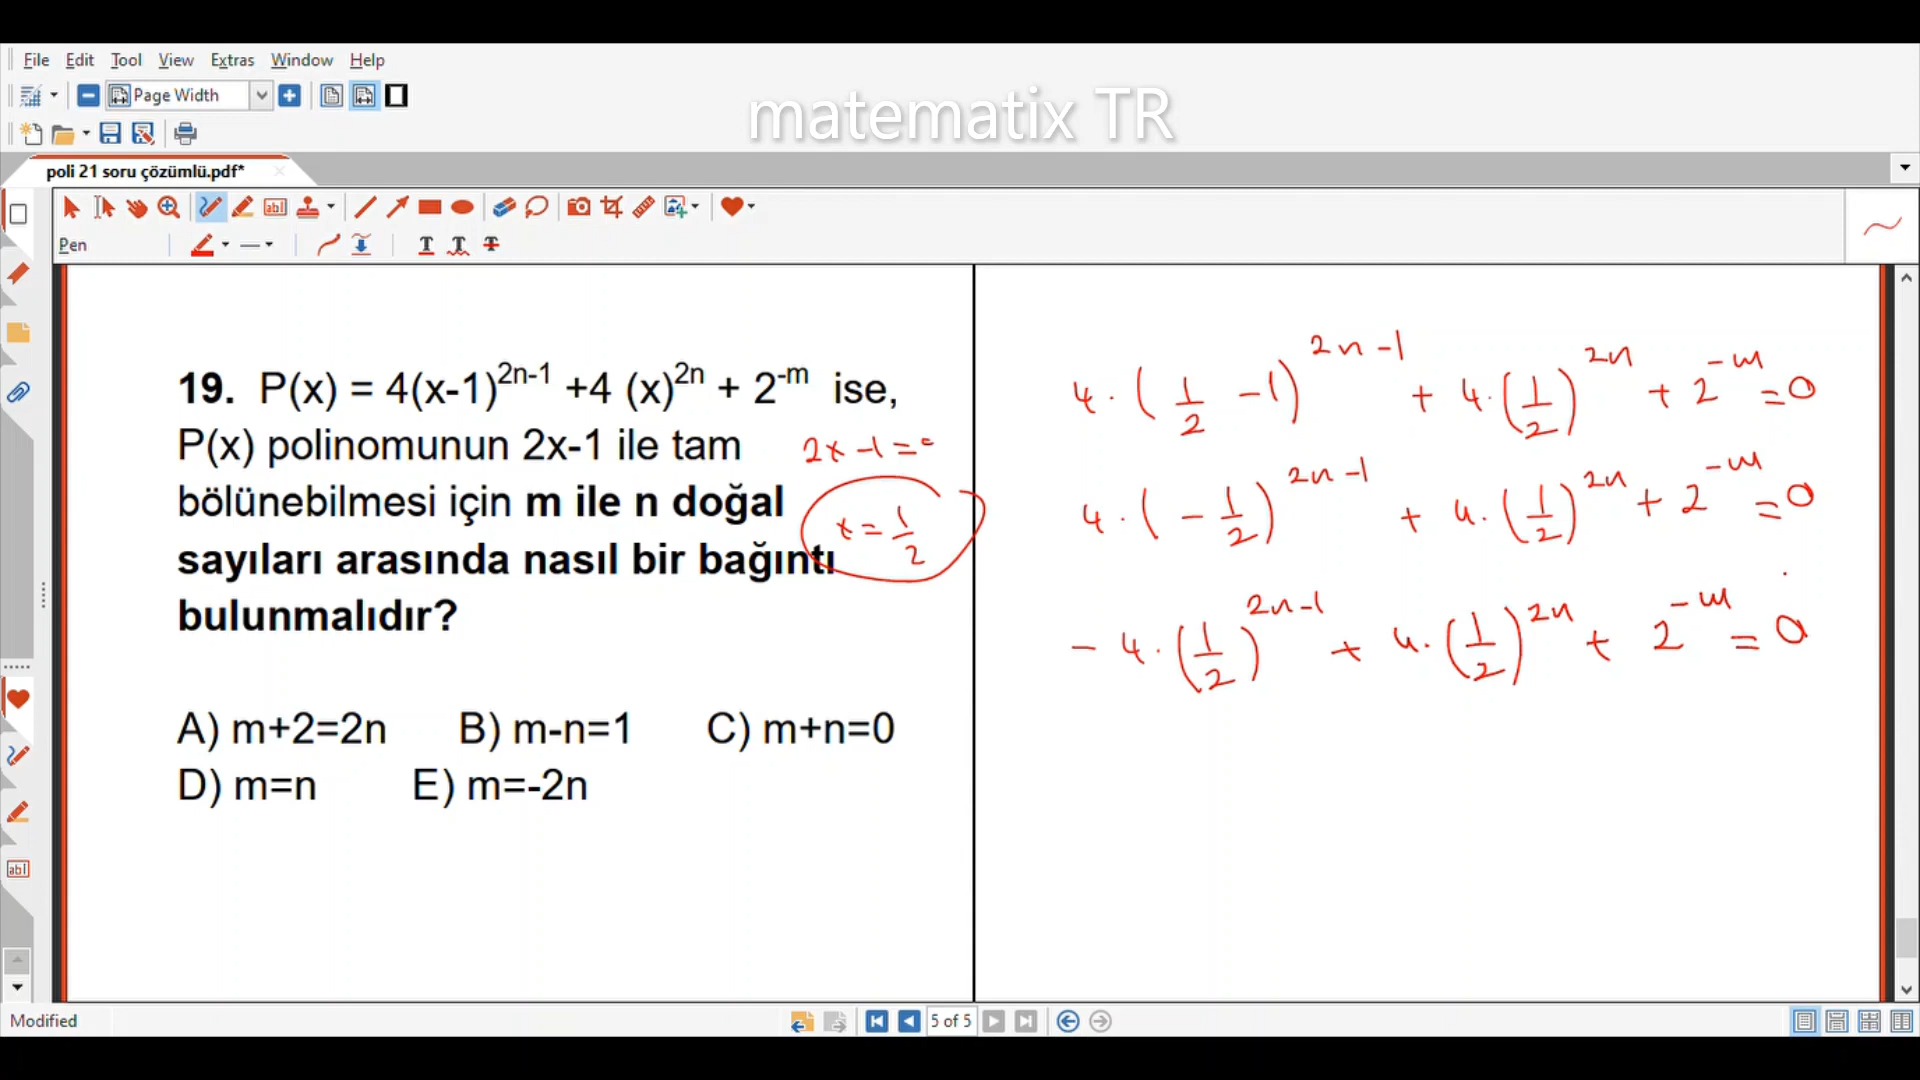 File Edit Tool View Extras Window Help
Page Width
matematix TR
poli 21 soru çözümlü.pdf*
Pen
19. P(x) = 4(x-1)^{2n-1} +4 (x)^{2n} + 2^{-m} ise,
P(x) polinomunun 2x-1 ile tam
bölünebilmesi için m ile n doğal
sayıları arasında nasıl bir bağıntı
bulunmalıdır?
A) m+2=2n B) m-n=1 C) m+n=0
D) m=n E) m=-2n
2x-1=0
x=1/2
4.(1/2 -1)^{2n-1} + 4.(1/2)^{2n} + 2^{-m} = 0
4.(-1/2)^{2n-1} + 4.(1/2)^{2n} + 2^{-m} = 0
-4.(1/2)^{2n-1} + 4.(1/2)^{2n} + 2^{-m} = 0
Modified
5 of 5